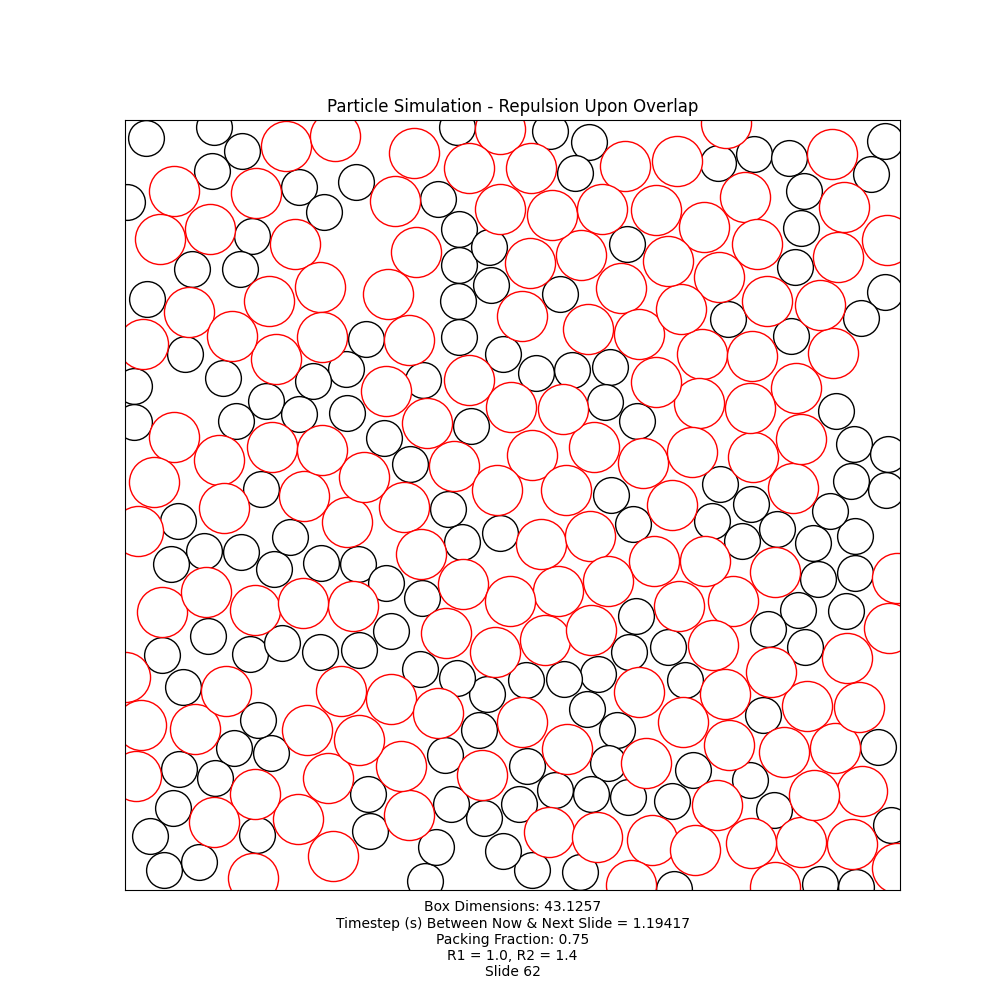 Particle Simulation - Repulsion Upon Overlap
Box Dimensions: 43.1257
Timestep (s) Between Now & Next Slide = 1.19417
Packing Fraction: 0.75
R1 = 1.0, R2 = 1.4
Slide 62